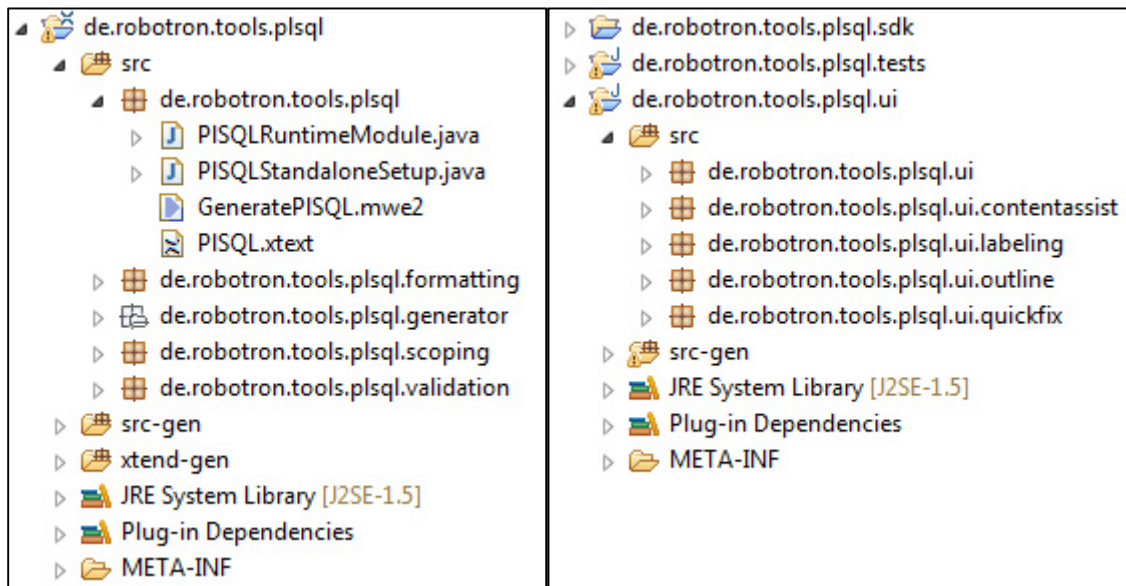 de.robotron.tools.plsql
src
de.robotron.tools.plsql
PlSQLRuntimeModule.java
PlSQLStandaloneSetup.java
GeneratePlSQL.mwe2
PlSQL.xtext
de.robotron.tools.plsql.formatting
de.robotron.tools.plsql.generator
de.robotron.tools.plsql.scoping
de.robotron.tools.plsql.validation
src-gen
xtend-gen
JRE System Library [J2SE-1.5]
Plug-in Dependencies
META-INF
de.robotron.tools.plsql.sdk
de.robotron.tools.plsql.tests
de.robotron.tools.plsql.ui
src
de.robotron.tools.plsql.ui
de.robotron.tools.plsql.ui.contentassist
de.robotron.tools.plsql.ui.labeling
de.robotron.tools.plsql.ui.outline
de.robotron.tools.plsql.ui.quickfix
src-gen
JRE System Library [J2SE-1.5]
Plug-in Dependencies
META-INF